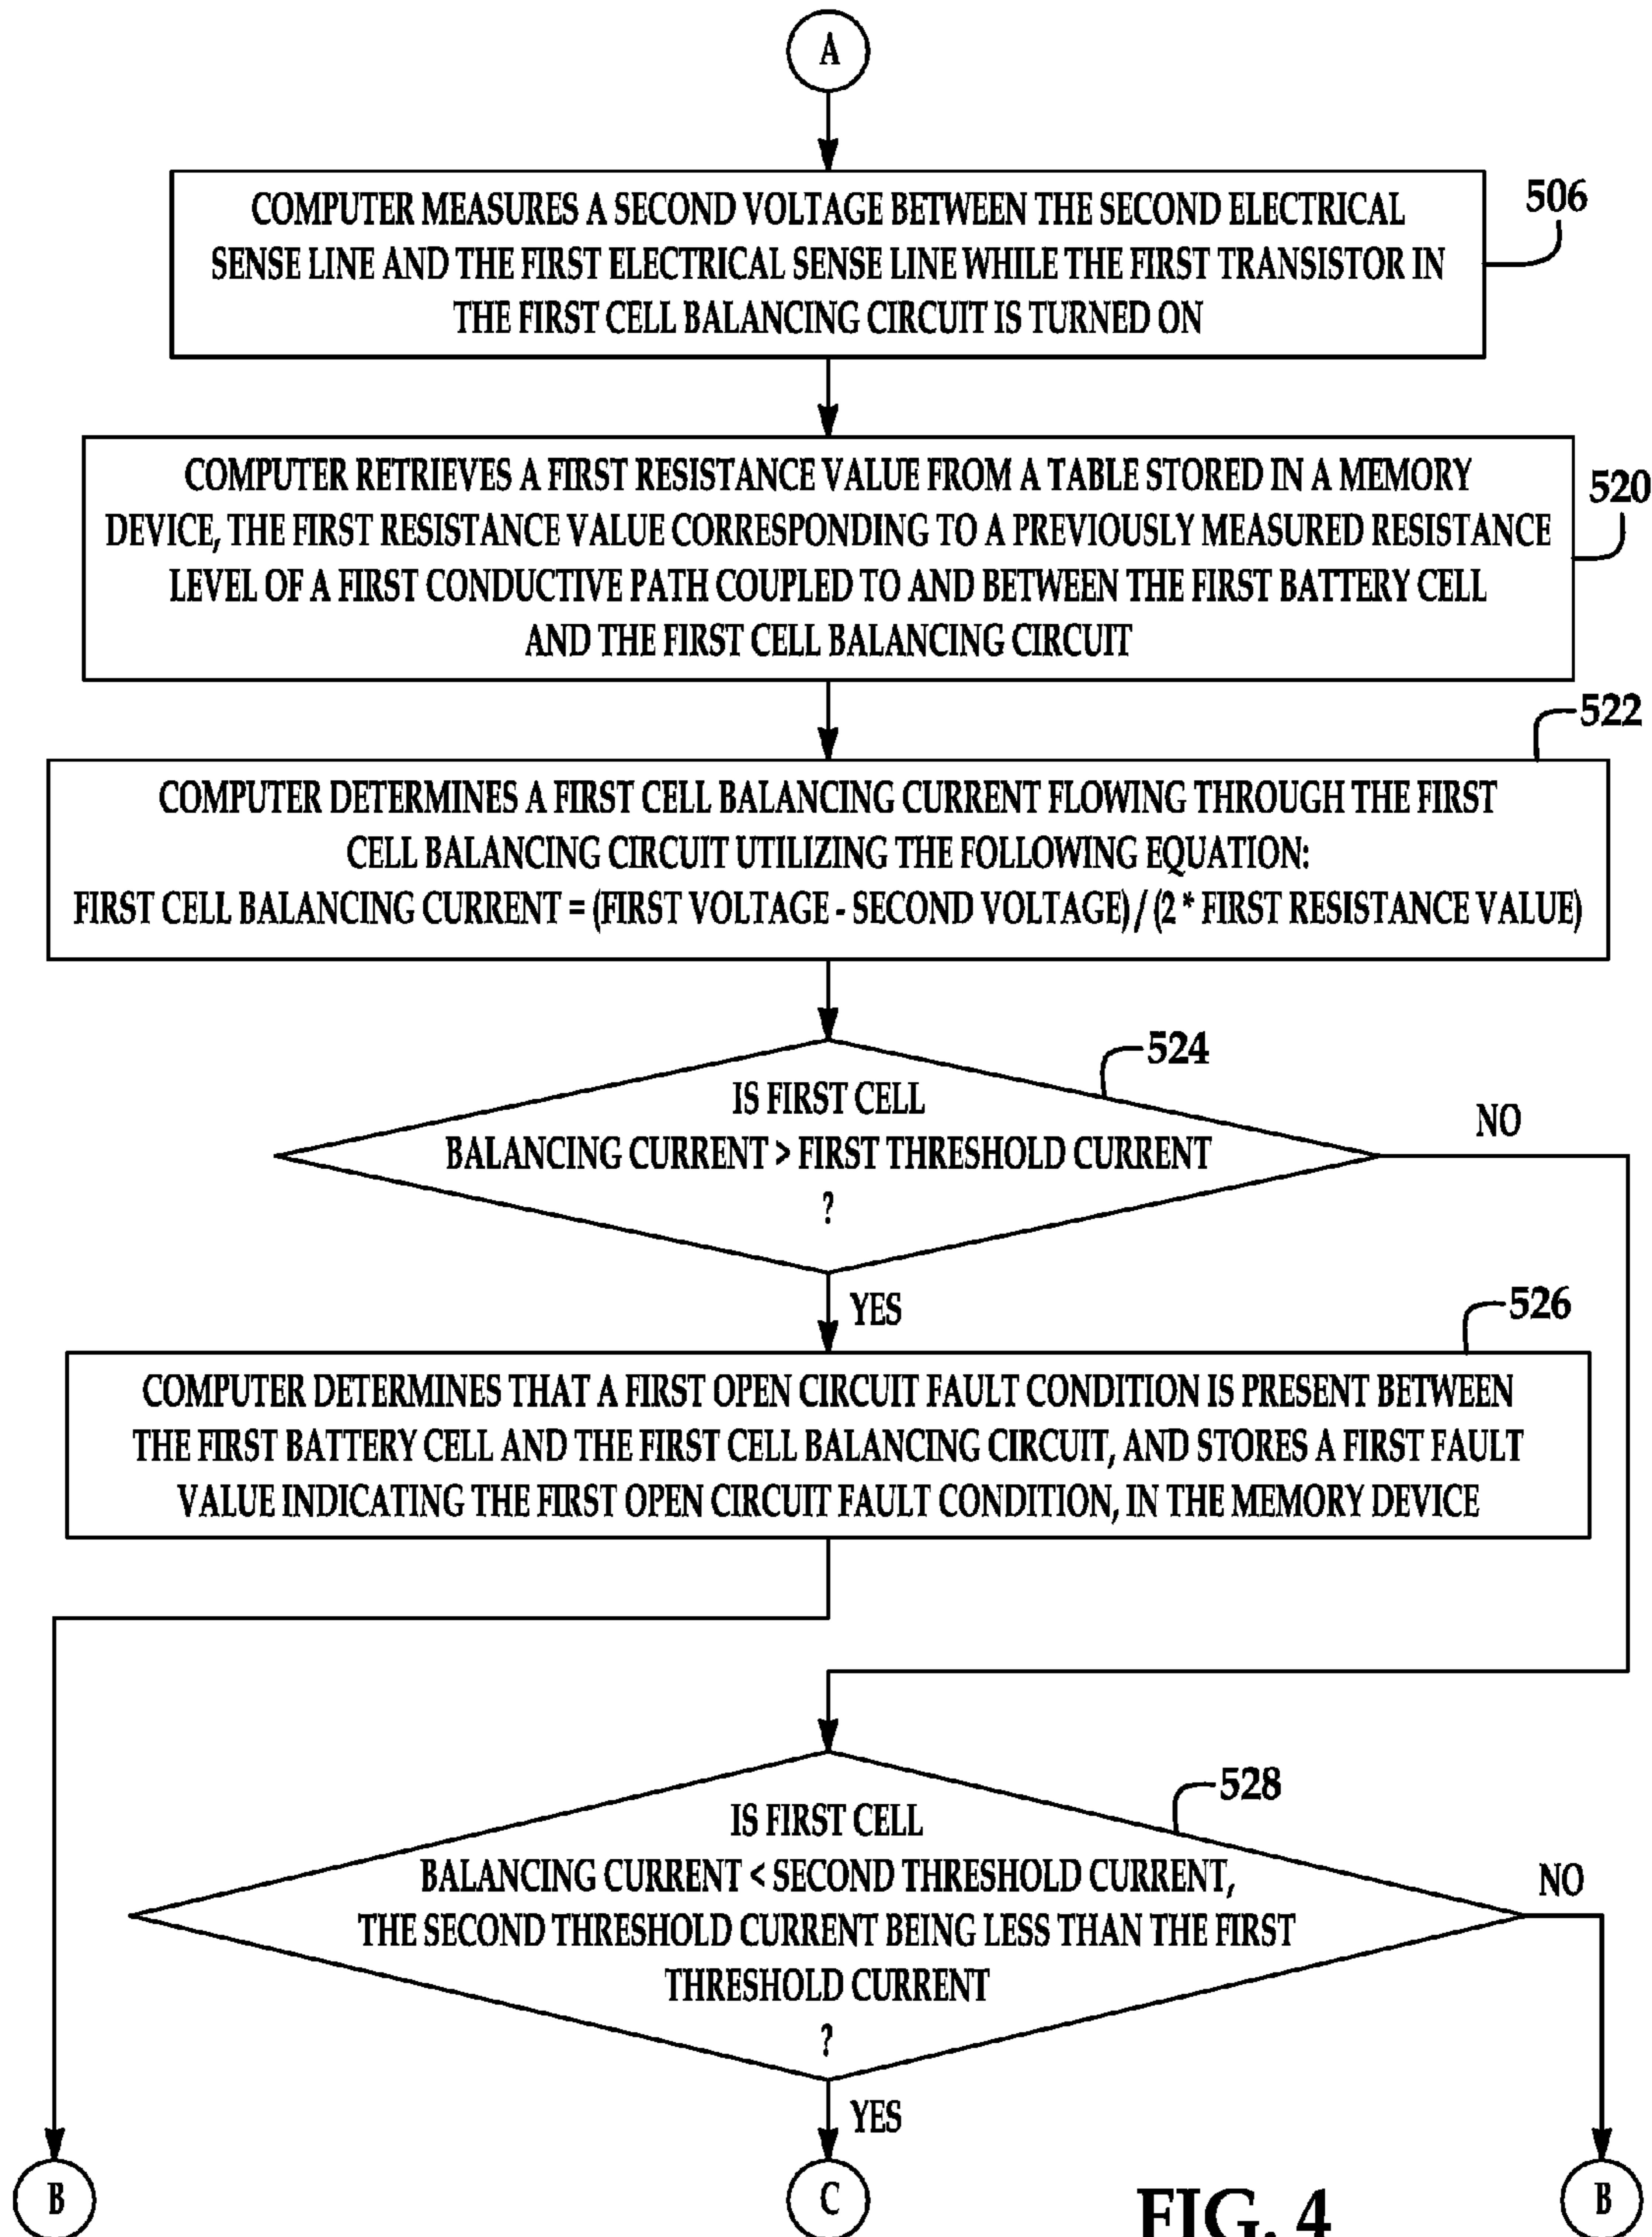 A
COMPUTER MEASURES A SECOND VOLTAGE BETWEEN THE SECOND ELECTRICAL
SENSE LINE AND THE FIRST ELECTRICAL SENSE LINE WHILE THE FIRST TRANSISTOR IN
THE FIRST CELL BALANCING CIRCUIT IS TURNED ON
506
COMPUTER RETRIEVES A FIRST RESISTANCE VALUE FROM A TABLE STORED IN A MEMORY
DEVICE, THE FIRST RESISTANCE VALUE CORRESPONDING TO A PREVIOUSLY MEASURED RESISTANCE
LEVEL OF A FIRST CONDUCTIVE PATH COUPLED TO AND BETWEEN THE FIRST BATTERY CELL
AND THE FIRST CELL BALANCING CIRCUIT
520
522
COMPUTER DETERMINES A FIRST CELL BALANCING CURRENT FLOWING THROUGH THE FIRST
CELL BALANCING CIRCUIT UTILIZING THE FOLLOWING EQUATION:
FIRST CELL BALANCING CURRENT = (FIRST VOLTAGE - SECOND VOLTAGE) / (2 * FIRST RESISTANCE VALUE)
524
IS FIRST CELL
BALANCING CURRENT > FIRST THRESHOLD CURRENT
?
NO
YES
526
COMPUTER DETERMINES THAT A FIRST OPEN CIRCUIT FAULT CONDITION IS PRESENT BETWEEN
THE FIRST BATTERY CELL AND THE FIRST CELL BALANCING CIRCUIT, AND STORES A FIRST FAULT
VALUE INDICATING THE FIRST OPEN CIRCUIT FAULT CONDITION, IN THE MEMORY DEVICE
528
IS FIRST CELL
BALANCING CURRENT < SECOND THRESHOLD CURRENT,
THE SECOND THRESHOLD CURRENT BEING LESS THAN THE FIRST
THRESHOLD CURRENT
?
NO
YES
B
C
B
FIG. 4